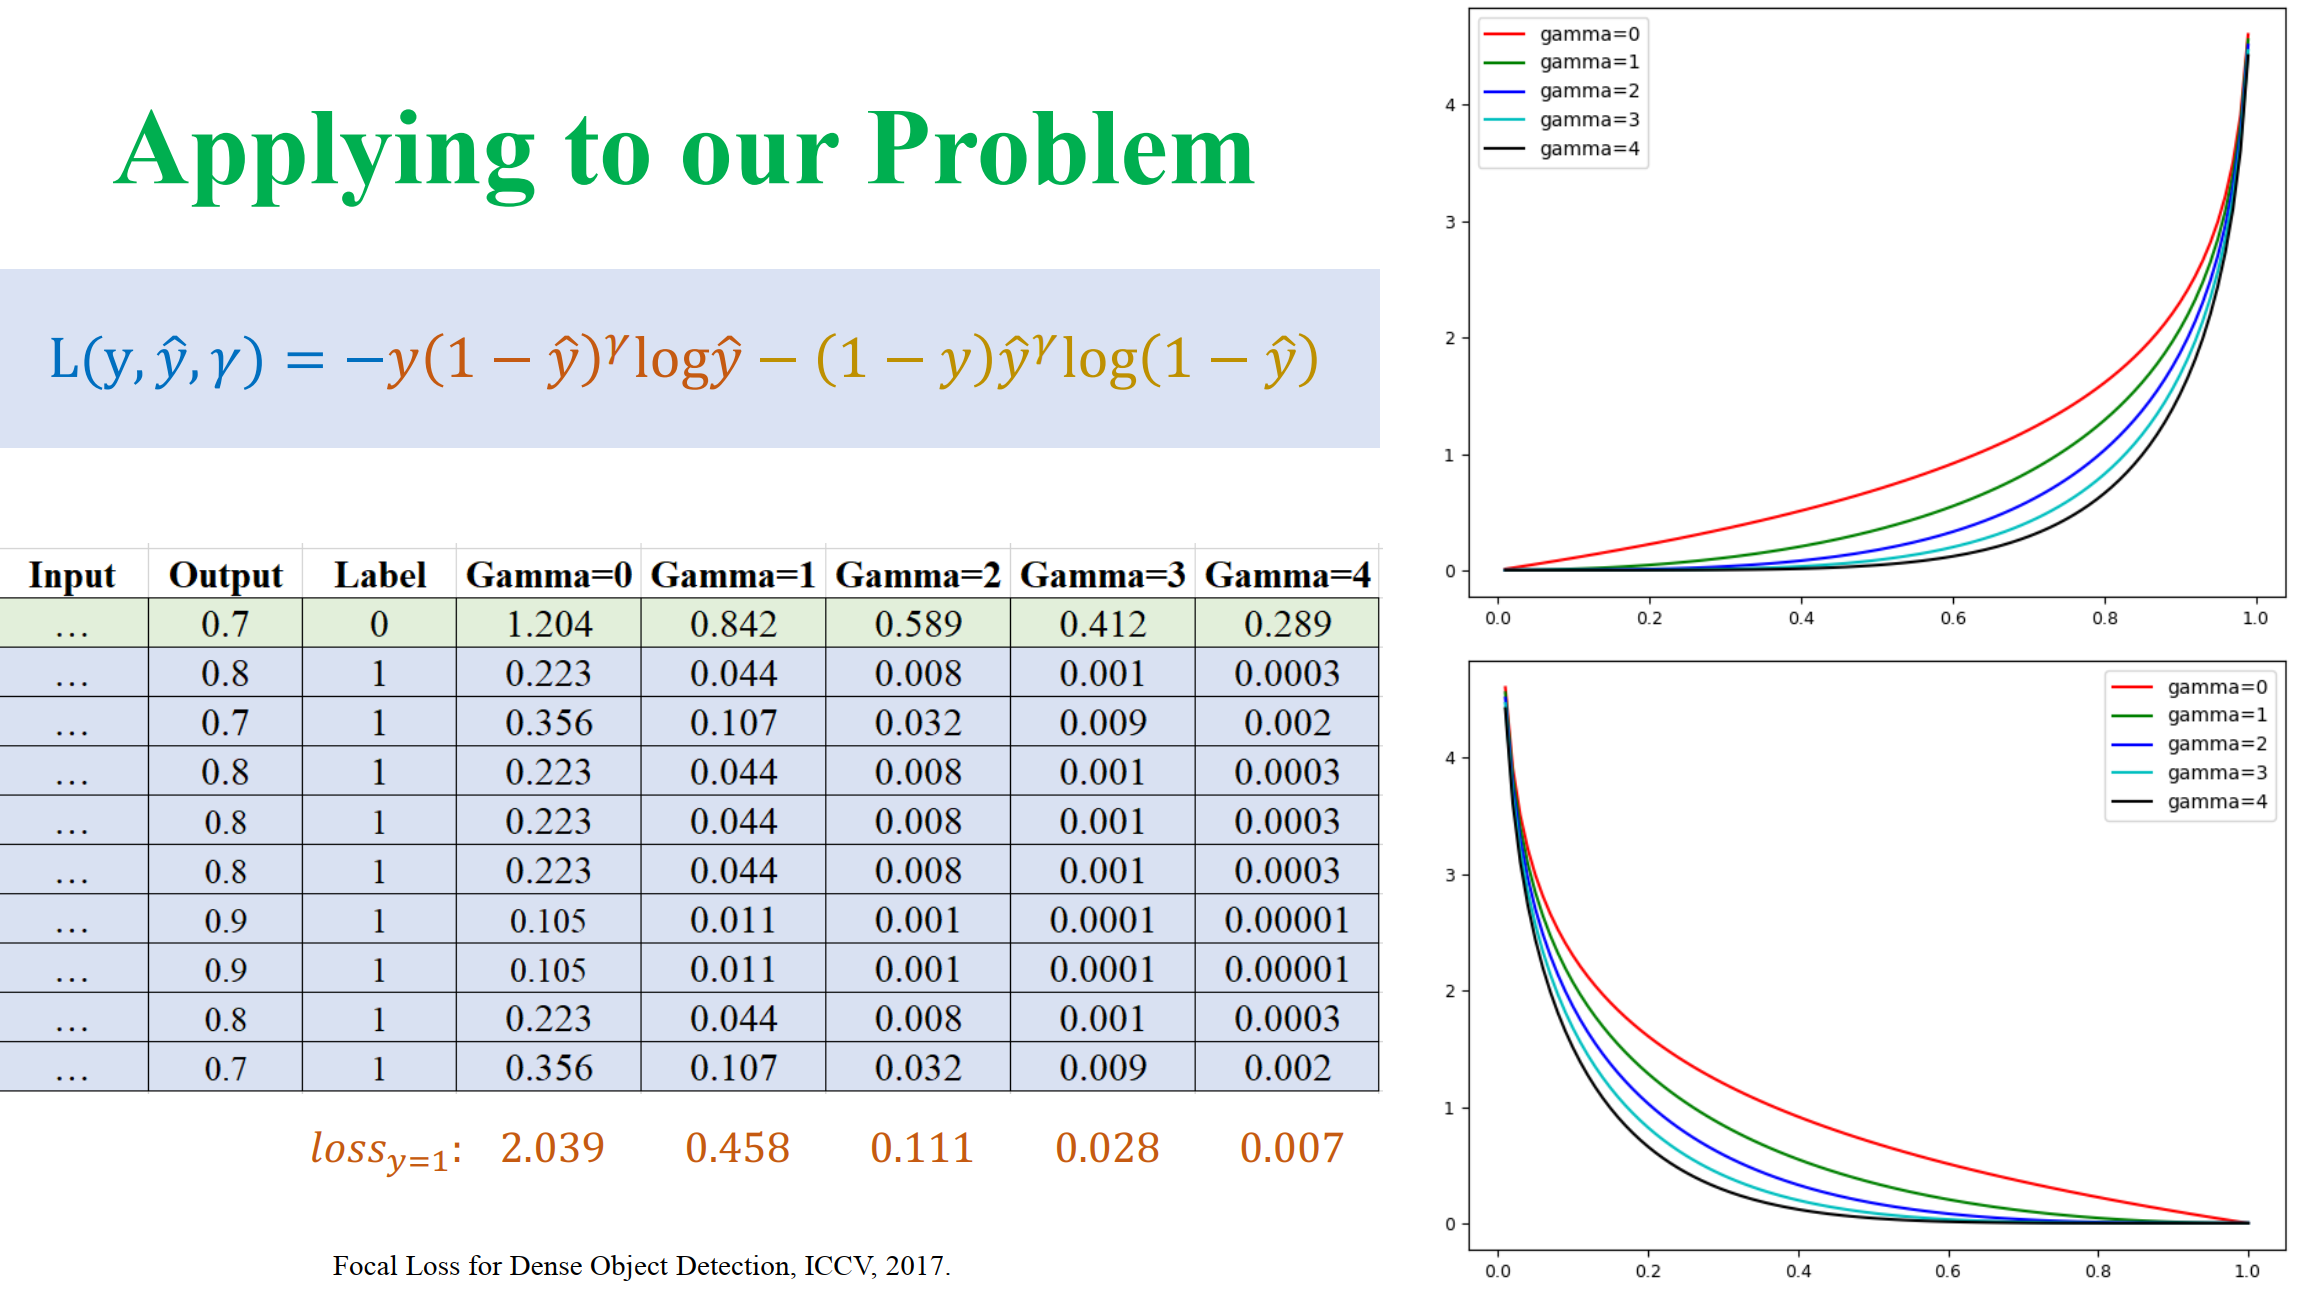 Applying to our Problem
L(y, ŷ, γ) = −y(1 − ŷ)^γ logŷ − (1 − y)ŷ^γ log(1 − ŷ)
Input Output Label Gamma=0 Gamma=1 Gamma=2 Gamma=3 Gamma=4
… 0.7 0 1.204 0.842 0.589 0.412 0.289
… 0.8 1 0.223 0.044 0.008 0.001 0.0003
… 0.7 1 0.356 0.107 0.032 0.009 0.002
… 0.8 1 0.223 0.044 0.008 0.001 0.0003
… 0.8 1 0.223 0.044 0.008 0.001 0.0003
… 0.8 1 0.223 0.044 0.008 0.001 0.0003
… 0.9 1 0.105 0.011 0.001 0.0001 0.00001
… 0.9 1 0.105 0.011 0.001 0.0001 0.00001
… 0.8 1 0.223 0.044 0.008 0.001 0.0003
… 0.7 1 0.356 0.107 0.032 0.009 0.002
loss_y=1: 2.039 0.458 0.111 0.028 0.007
Focal Loss for Dense Object Detection, ICCV, 2017.
gamma=0
gamma=1
gamma=2
gamma=3
gamma=4
4
3
2
1
0
0.0 0.2 0.4 0.6 0.8 1.0
gamma=0
gamma=1
gamma=2
gamma=3
gamma=4
4
3
2
1
0
0.0 0.2 0.4 0.6 0.8 1.0